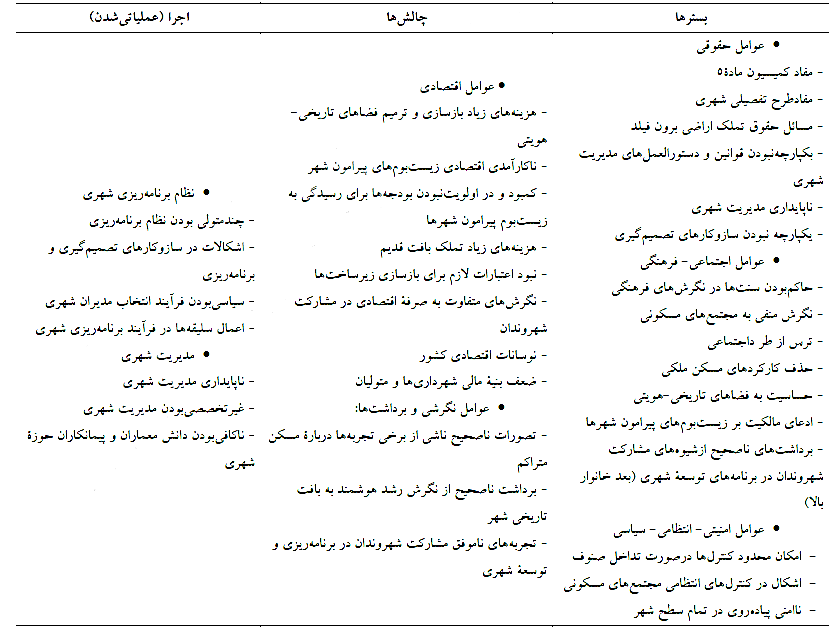 بسترها
چالش‌ها
اجرا (عملیاتی‌شدن)
• عوامل حقوقی
- مفاد کمیسیون مادهٔ ۵
- مفادطرح تفصیلی شهری
- مسائل حقوق تملک اراضی برون فیلد
- یکپارچه‌نبودن قوانین و دستورالعمل‌های مدیریت
شهری
- ناپایداری مدیریت شهری
- یکپارچه نبودن سازوکارهای تصمیم‌گیری
• عوامل اجتماعی- فرهنگی
- حاکم‌بودن سنت‌ها در نگرش‌های فرهنگی
- نگرش منفی به مجتمع‌های مسکونی
- ترس از طر داجتماعی
- حذف کارکردهای مسکن ملکی
- حساسیت به فضاهای تاریخی-هویتی
- ادعای مالکیت بر زیست‌بوم‌های پیرامون شهرها
- برداشت‌های ناصحیح ازشیوه‌های مشارکت
شهروندان در برنامه‌های توسعهٔ شهری (بعد خانوار
بالا)
• عوامل امنیتی- انتظامی- سیاسی
- امکان محدود کنترل‌ها درصورت تداخل صنوف
- اشکال در کنترل‌های انتظامی مجتمع‌های مسکونی
- ناامنی پیاده‌روی در تمام سطح شهر
• عوامل اقتصادی
- هزینه‌های زیاد بازسازی و ترمیم فضاهای تاریخی-
هویتی
- ناکارآمدی اقتصادی زیست‌بوم‌های پیرامون شهر
- کمبود و در اولویت‌نبودن بودجه‌ها برای رسیدگی به
زیست‌بوم پیرامون شهرها
- هزینه‌های زیاد تملک بافت قدیم
- نبود اعتبارات لازم برای بازسازی زیرساخت‌ها
- نگرش‌های متفاوت به صرفهٔ اقتصادی در مشارکت
شهروندان
- نوسانات اقتصادی کشور
- ضعف بنیهٔ مالی شهرداری‌ها و متولیان
• عوامل نگرشی و برداشت‌ها:
- تصورات ناصحیح ناشی از برخی تجربه‌ها دربارهٔ مسکن
متراکم
- برداشت ناصحیح از نگرش رشد هوشمند به بافت
تاریخی شهر
- تجربه‌های ناموفق مشارکت شهروندان در برنامه‌ریزی و
توسعهٔ شهری
• نظام برنامه‌ریزی شهری
- چندمتولی بودن نظام برنامه‌ریزی
- اشکالات در سازوکارهای تصمیم‌گیری و
برنامه‌ریزی
- سیاسی‌بودن فرآیند انتخاب مدیران شهری
- اعمال سلیقه‌ها در فرآیند برنامه‌ریزی شهری
• مدیریت شهری
- ناپایداری مدیریت شهری
- غیرتخصصی‌بودن مدیریت شهری
- ناکافی‌بودن دانش معماران و پیمانکاران حوزهٔ
شهری